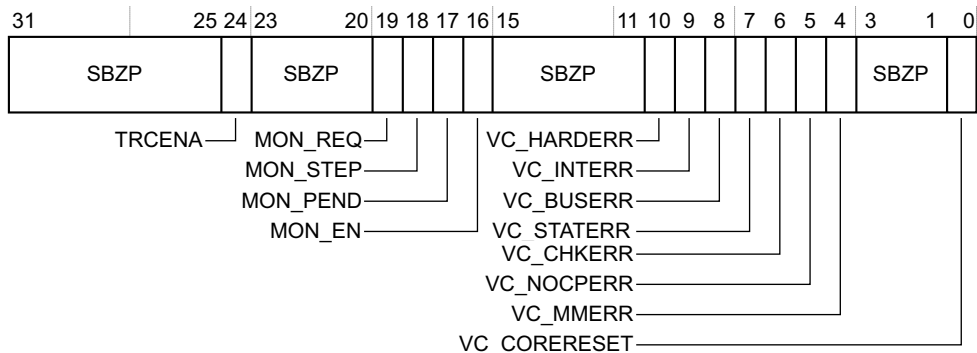 31 25 24 23 20 19 18 17 16 15 11 10 9 8 7 6 5 4 3 1 0
SBZP SBZP SBZP SBZP
TRCENA MON_REQ VC_HARDERR
MON_STEP VC_INTERR
MON_PEND VC_BUSERR
MON_EN VC_STATERR
VC_CHKERR
VC_NOCPERR
VC_MMERR
VC_CORERESET